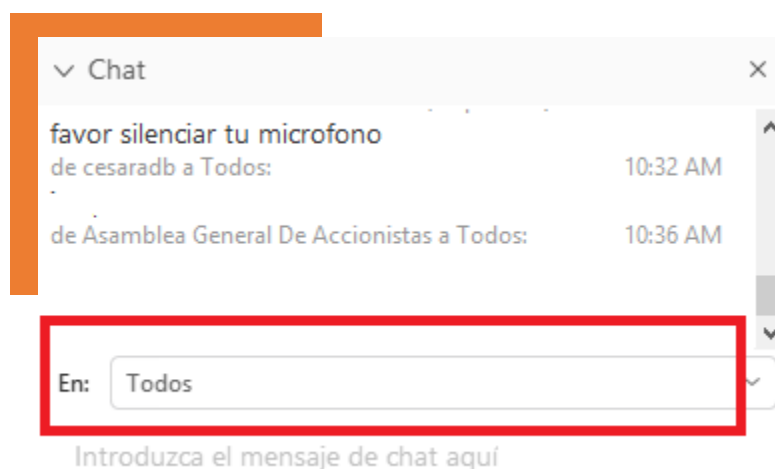 Chat
favor silenciar tu microfono
de cesaradb a Todos: 10:32 AM
de Asamblea General De Accionistas a Todos: 10:36 AM
En: Todos
Introduzca el mensaje de chat aquí